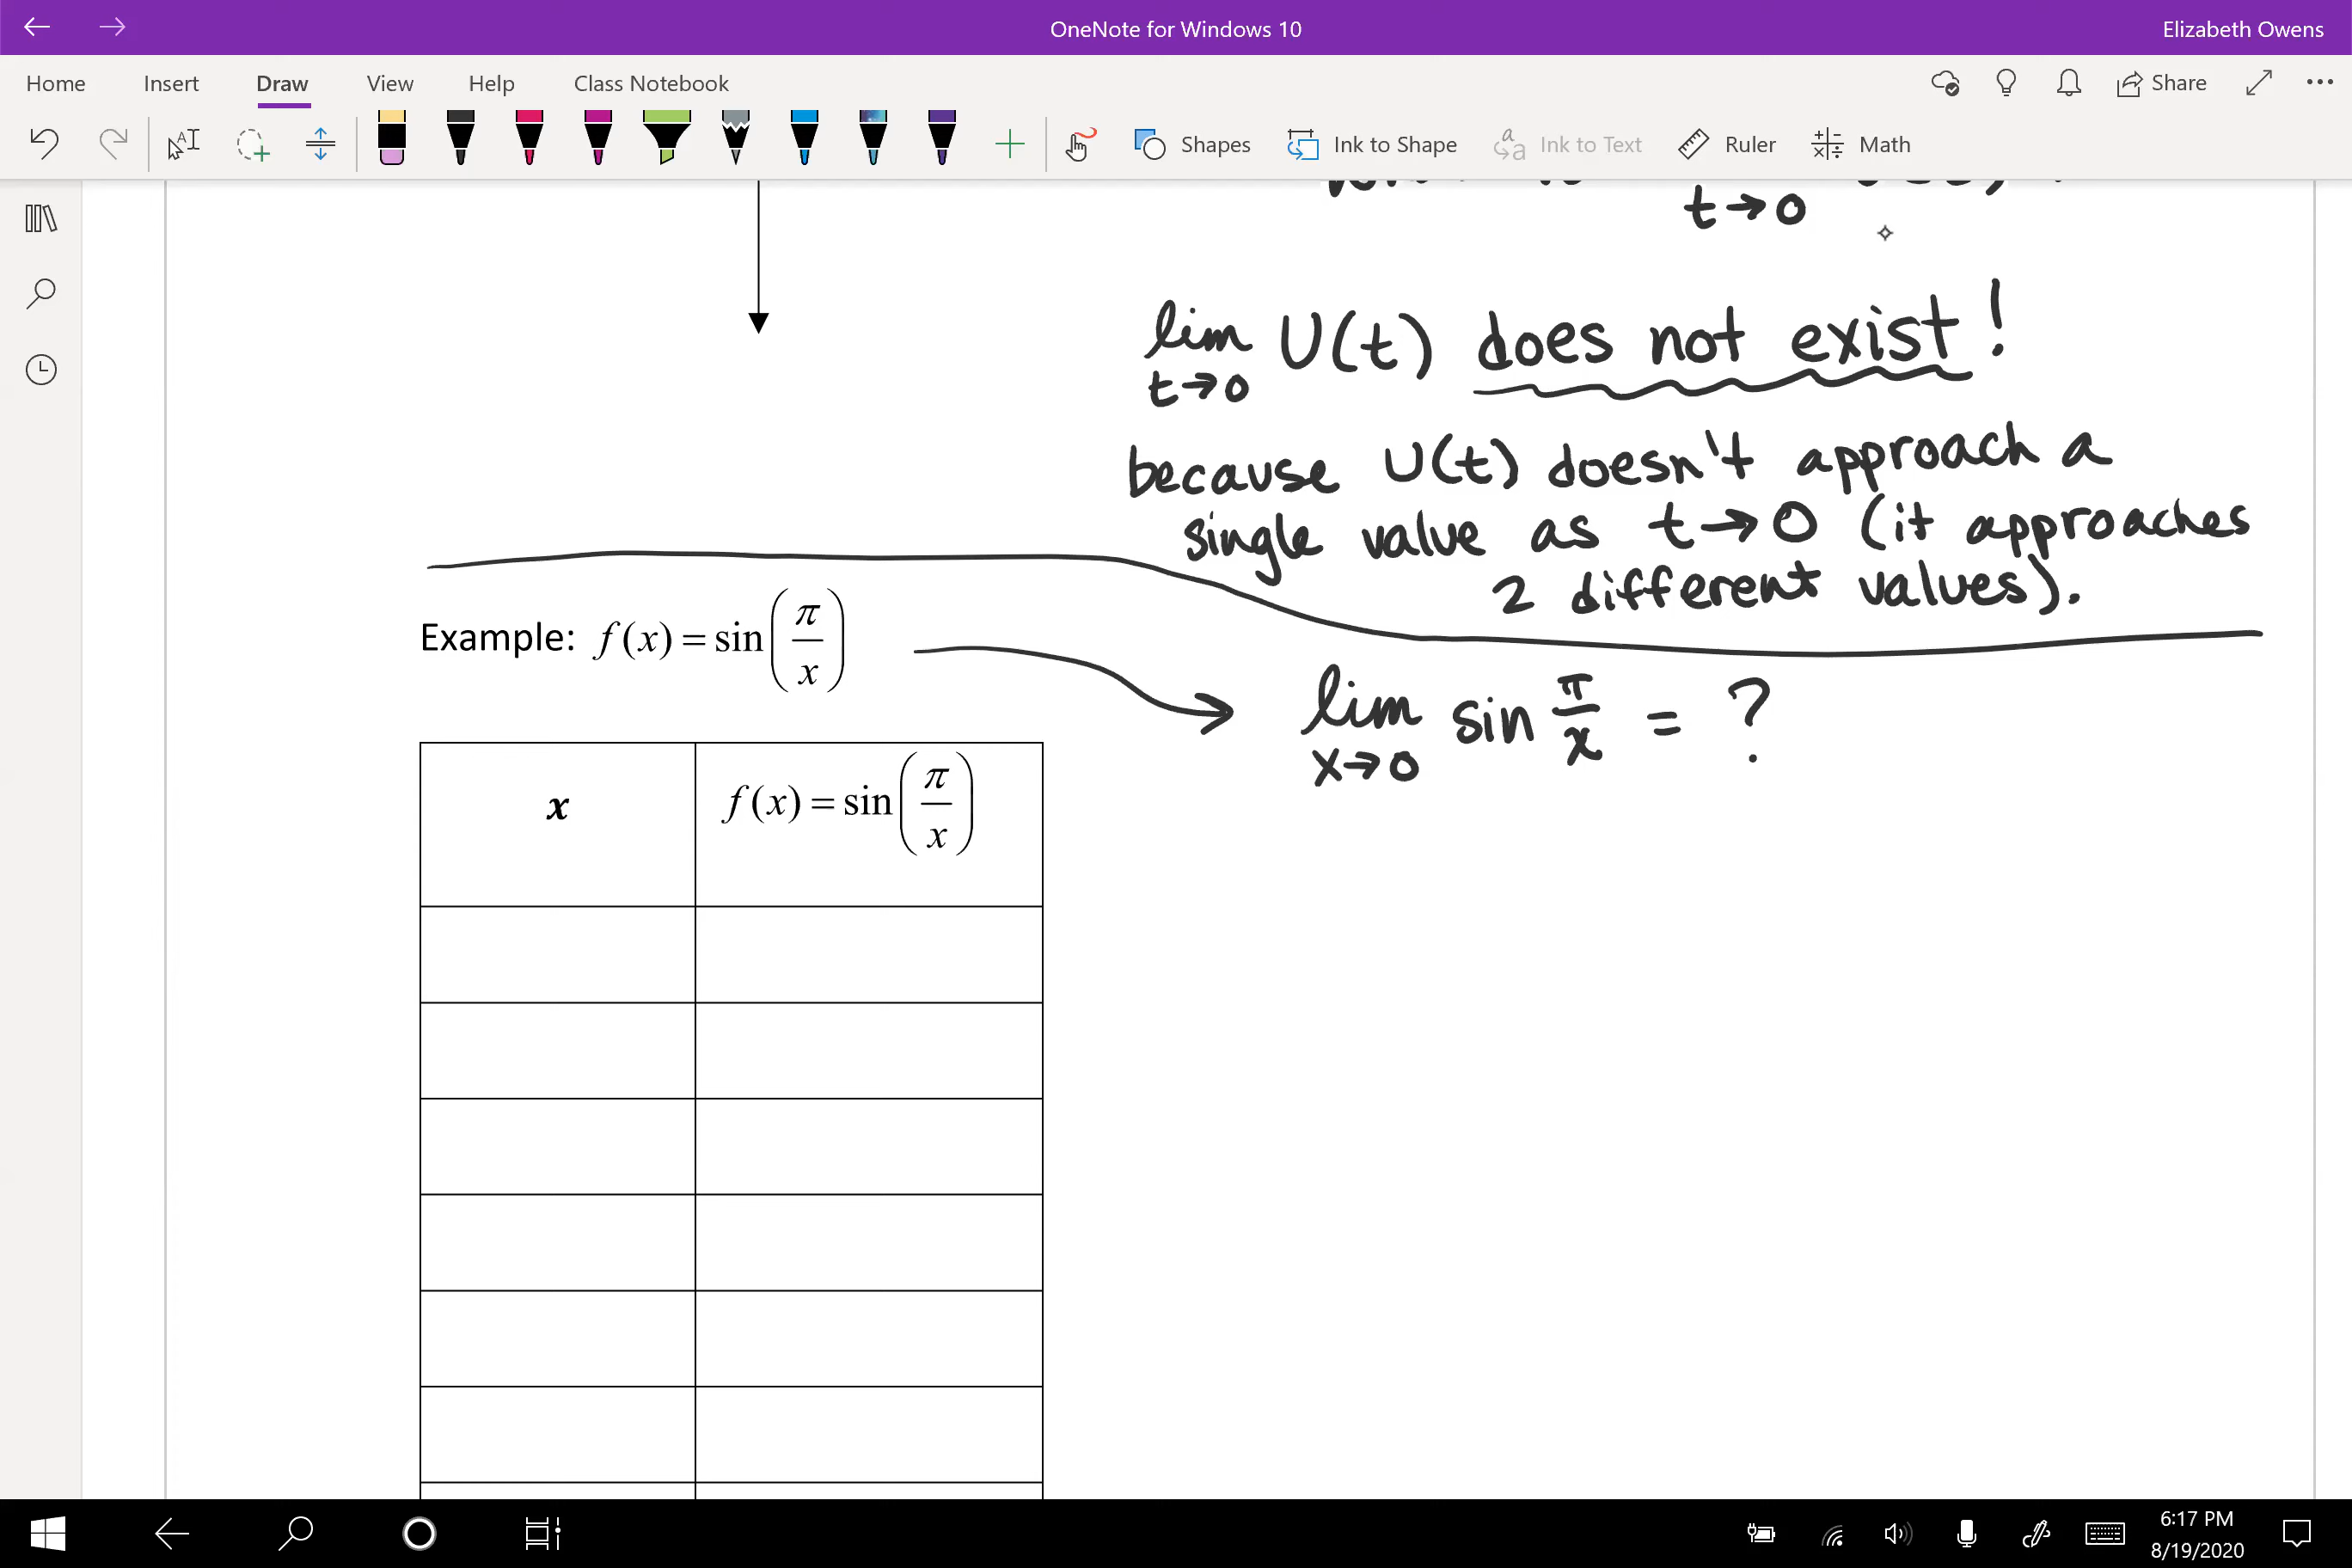 OneNote for Windows 10
Elizabeth Owens
Home Insert Draw View Help Class Notebook
Share
Shapes Ink to Shape Ink to Text Ruler Math
t→0
lim U(t) does not exist!
t→0
because U(t) doesn't approach a
single value as t→0 (it approaches
2 different values).
Example: f(x) = sin(π/x)
lim sin π/x = ?
x→0
x
f(x) = sin(π/x)
6:17 PM
8/19/2020